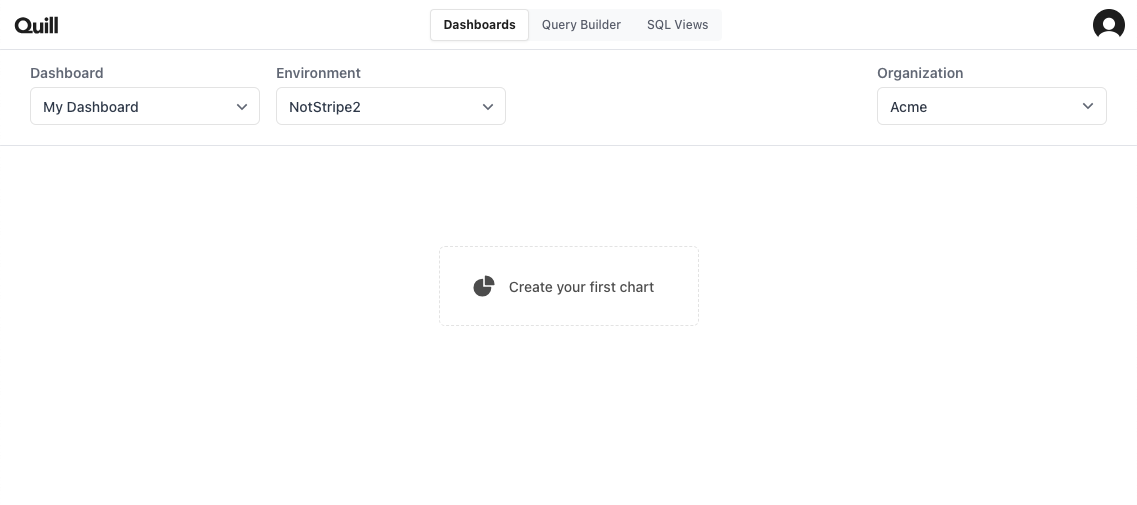 Quill
Dashboards
Query Builder
SQL Views
Dashboard
Environment
Organization
My Dashboard
NotStripe2
Acme
Create your first chart